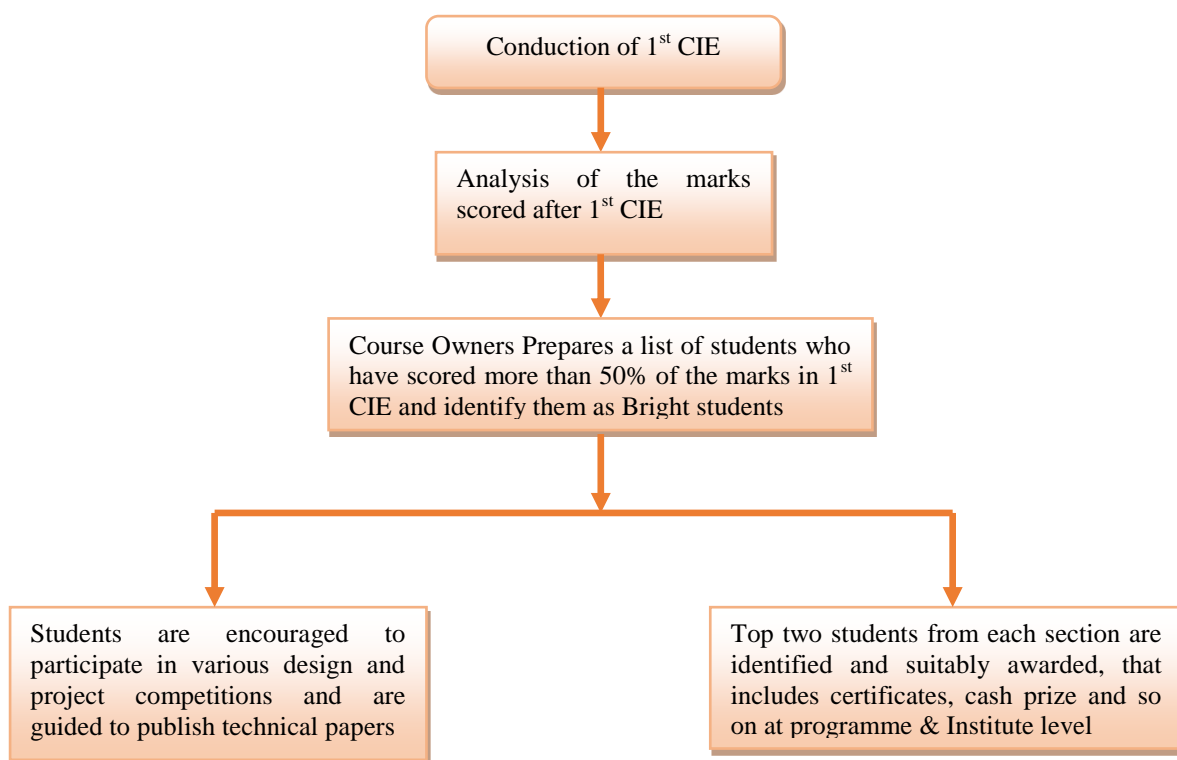 Conduction of 1st CIE
Analysis of the marks
scored after 1st CIE
Course Owners Prepares a list of students who
have scored more than 50% of the marks in 1st
CIE and identify them as Bright students
Students are encouraged to
participate in various design and
project competitions and are
guided to publish technical papers
Top two students from each section are
identified and suitably awarded, that
includes certificates, cash prize and so
on at programme & Institute level